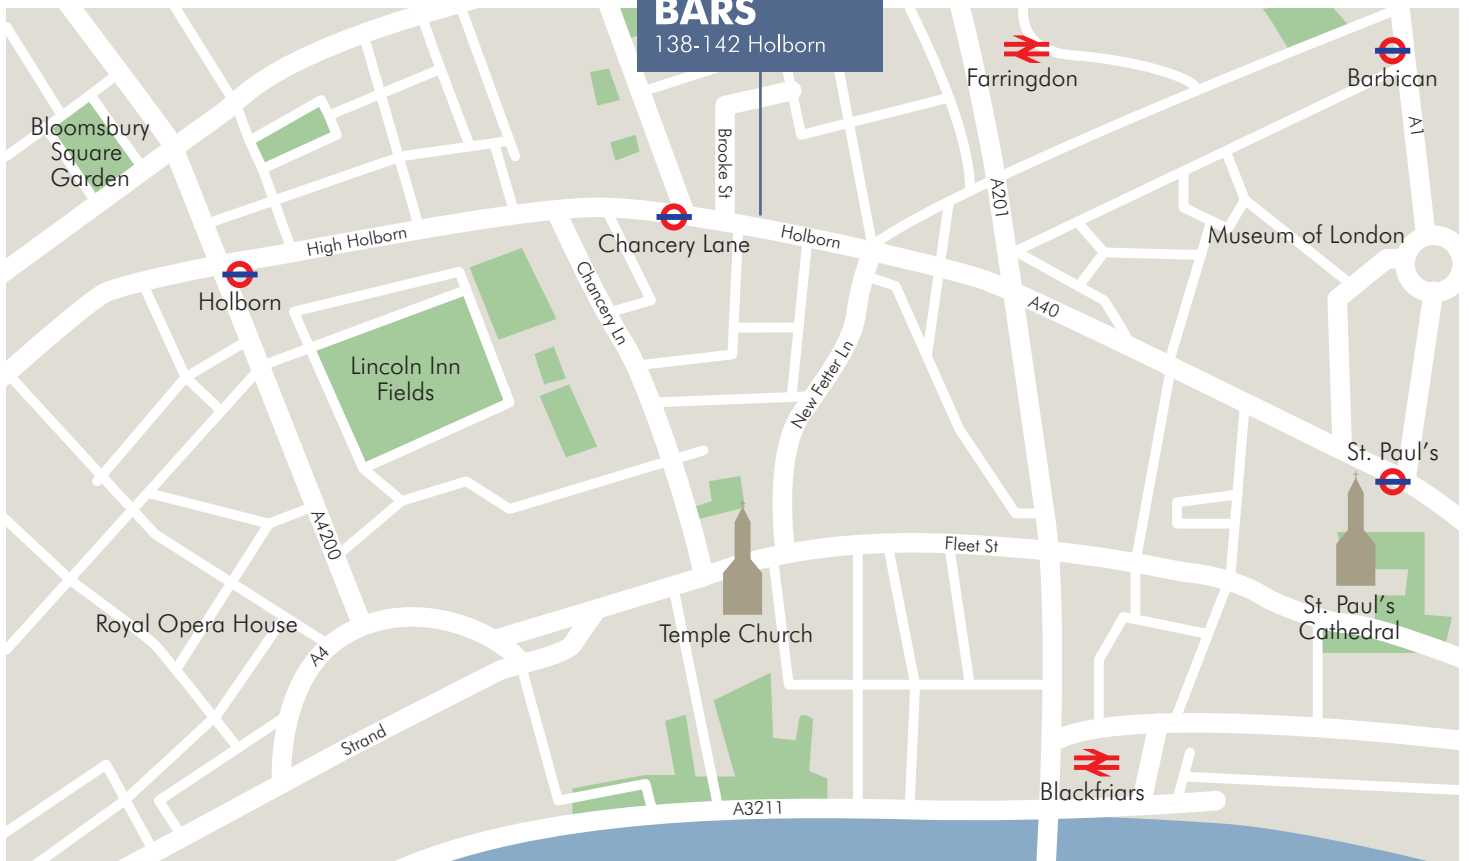 BARS
138-142 Holborn
Farringdon
Barbican
A1
Bloomsbury
Square
Garden
Brooke St
A201
High Holborn
Chancery Lane
Holborn
Museum of London
Holborn
Chancery Ln
A40
Lincoln Inn
Fields
New Fetter Ln
St. Paul's
A4200
Fleet St
Royal Opera House
A4
Temple Church
St. Paul's
Cathedral
Strand
Blackfriars
A3211